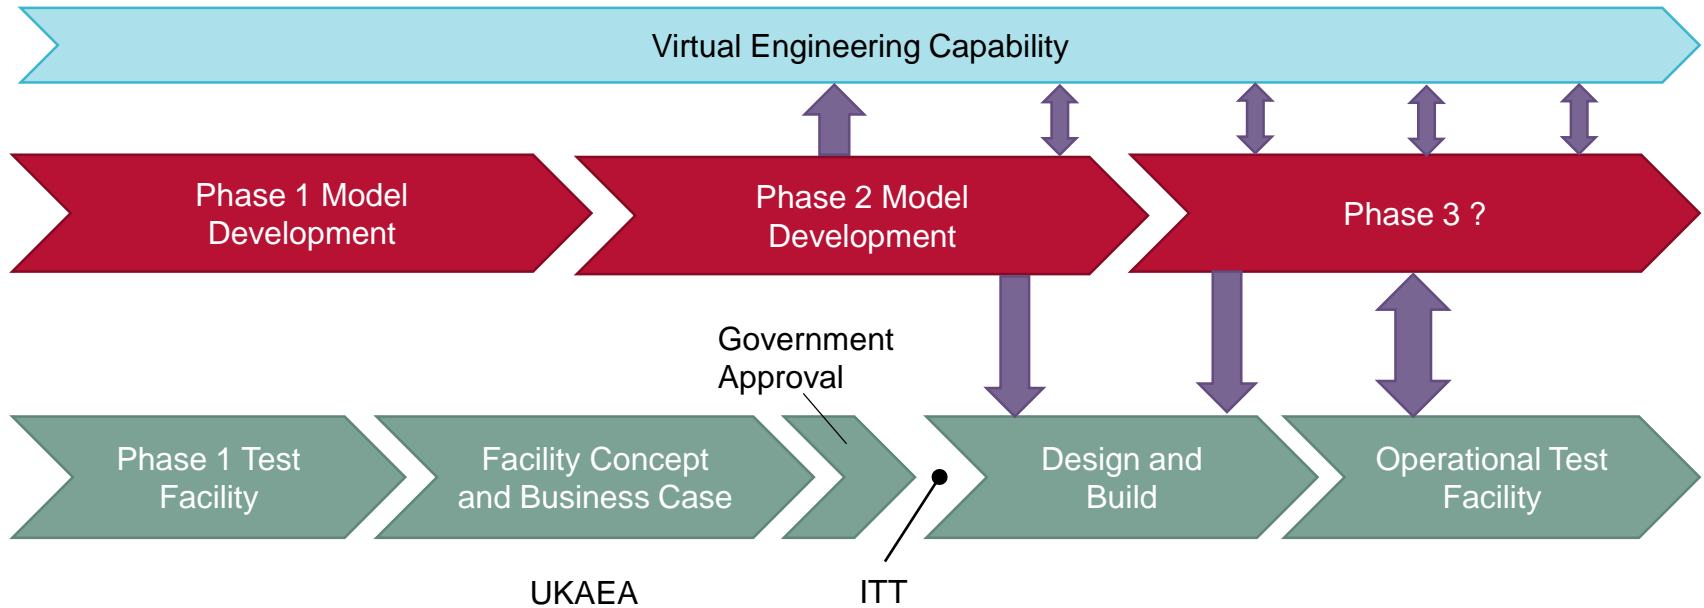 Virtual Engineering Capability
Phase 1 Model
Development
Phase 2 Model
Development
Phase 3 ?
Government
Approval
Phase 1 Test
Facility
Facility Concept
and Business Case
Design and
Build
Operational Test
Facility
UKAEA
ITT